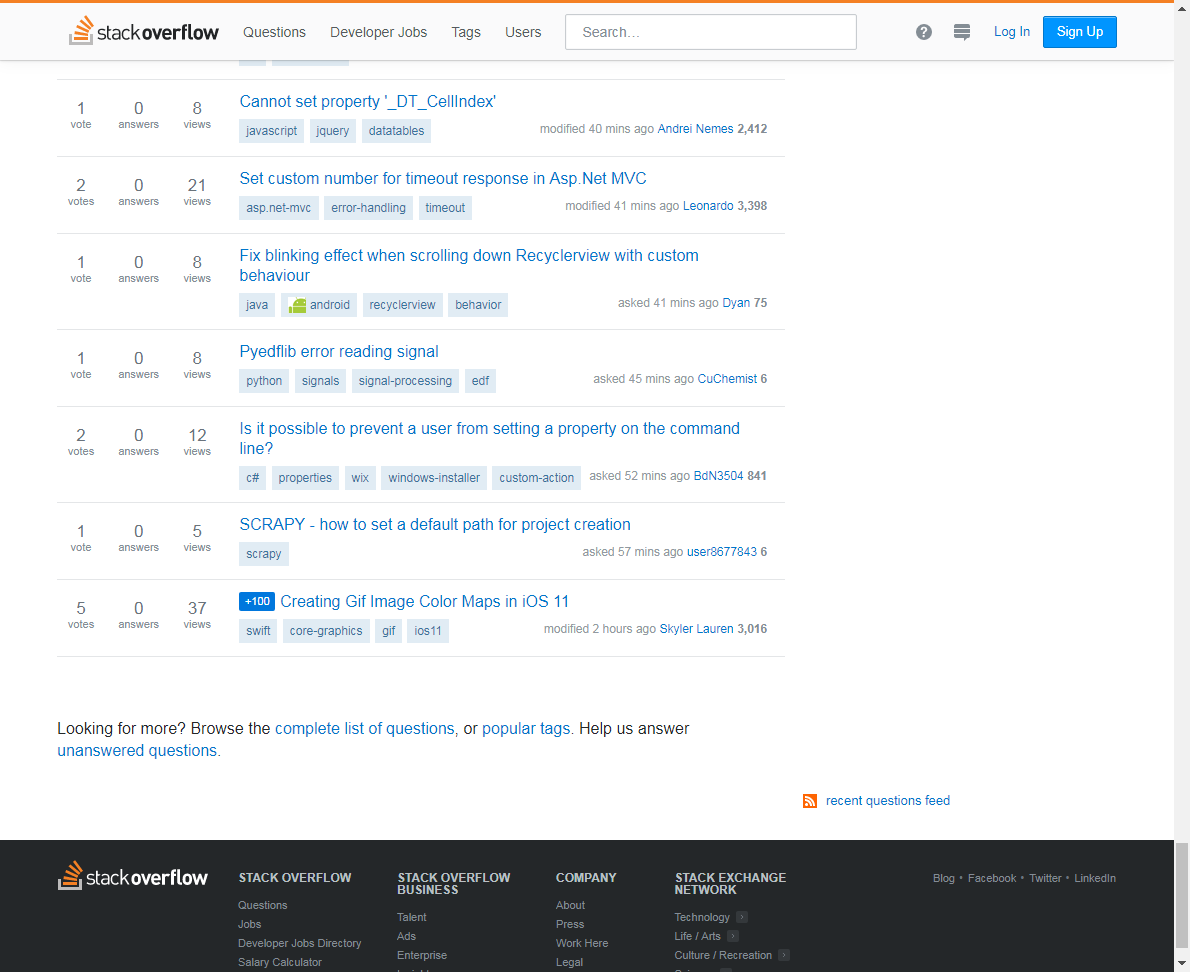 stackoverflow Questions Developer Jobs Tags Users Search… Log In Sign Up
1 0 8 Cannot set property '_DT_CellIndex'
vote answers views
javascript jquery datatables modified 40 mins ago Andrei Nemes 2,412
2 0 21 Set custom number for timeout response in Asp.Net MVC
votes answers views
asp.net-mvc error-handling timeout modified 41 mins ago Leonardo 3,398
1 0 8 Fix blinking effect when scrolling down Recyclerview with custom
vote answers views behaviour
java android recyclerview behavior asked 41 mins ago Dyan 75
1 0 8 Pyedflib error reading signal
vote answers views
python signals signal-processing edf asked 45 mins ago CuChemist 6
2 0 12 Is it possible to prevent a user from setting a property on the command
votes answers views line?
c# properties wix windows-installer custom-action asked 52 mins ago BdN3504 841
1 0 5 SCRAPY - how to set a default path for project creation
vote answers views
scrapy asked 57 mins ago user8677843 6
5 0 37 +100 Creating Gif Image Color Maps in iOS 11
votes answers views
swift core-graphics gif ios11 modified 2 hours ago Skyler Lauren 3,016
Looking for more? Browse the complete list of questions, or popular tags. Help us answer
unanswered questions.
recent questions feed
stackoverflow
STACK OVERFLOW
Questions
Jobs
Developer Jobs Directory
Salary Calculator
STACK OVERFLOW
BUSINESS
Talent
Ads
Enterprise
COMPANY
About
Press
Work Here
Legal
STACK EXCHANGE
NETWORK
Technology
Life / Arts
Culture / Recreation
Blog • Facebook • Twitter • LinkedIn